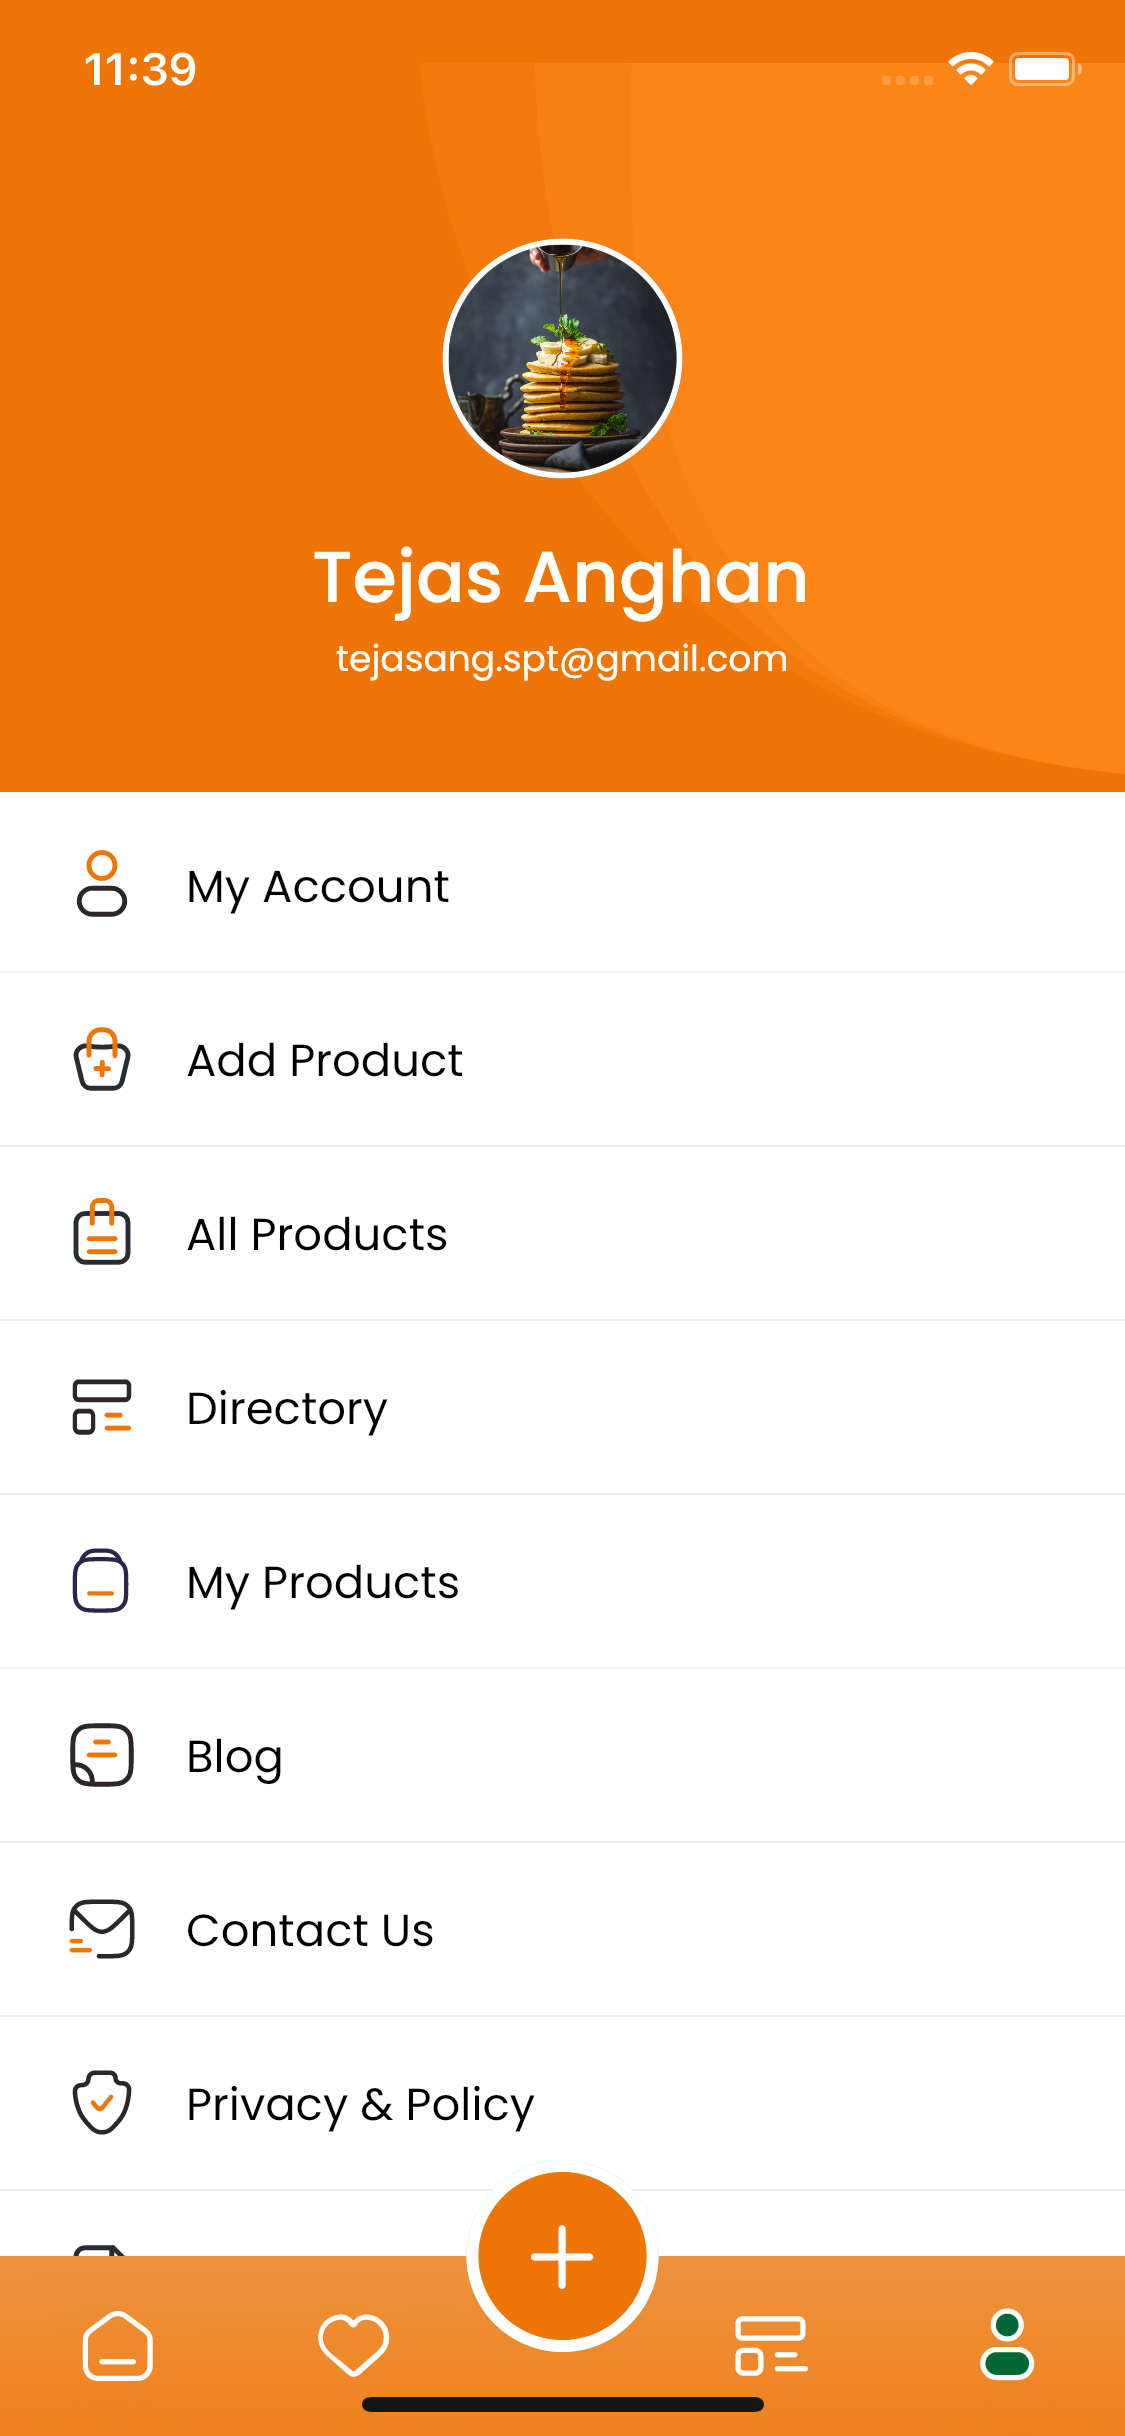 11:39
Tejas Anghan
tejasang.spt@gmail.com
My Account
Add Product
All Products
Directory
My Products
Blog
Contact Us
Privacy & Policy